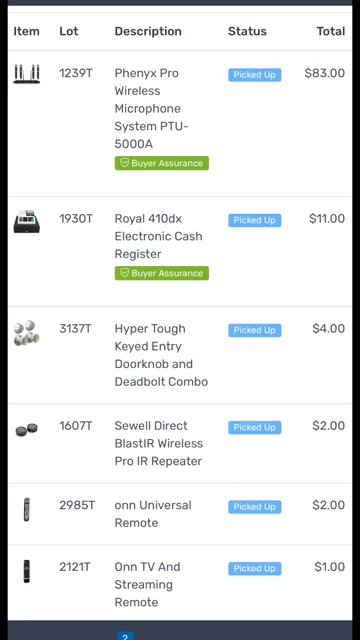 Item Lot Description Status Total
1239T Phenyx Pro Picked Up $83.00
Wireless
Microphone
System PTU-
5000A
Buyer Assurance
1930T Royal 410dx Picked Up $11.00
Electronic Cash
Register
Buyer Assurance
3137T Hyper Tough Picked Up $4.00
Keyed Entry
Doorknob and
Deadbolt Combo
1607T Sewell Direct Picked Up $2.00
BlastIR Wireless
Pro IR Repeater
2985T onn Universal Picked Up $2.00
Remote
2121T Onn TV And Picked Up $1.00
Streaming
Remote
2